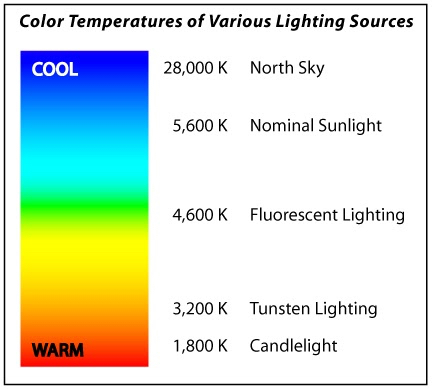 Color Temperatures of Various Lighting Sources
COOL
28,000 K North Sky
5,600 K Nominal Sunlight
4,600 K Fluorescent Lighting
3,200 K Tunsten Lighting
1,800 K Candlelight
WARM